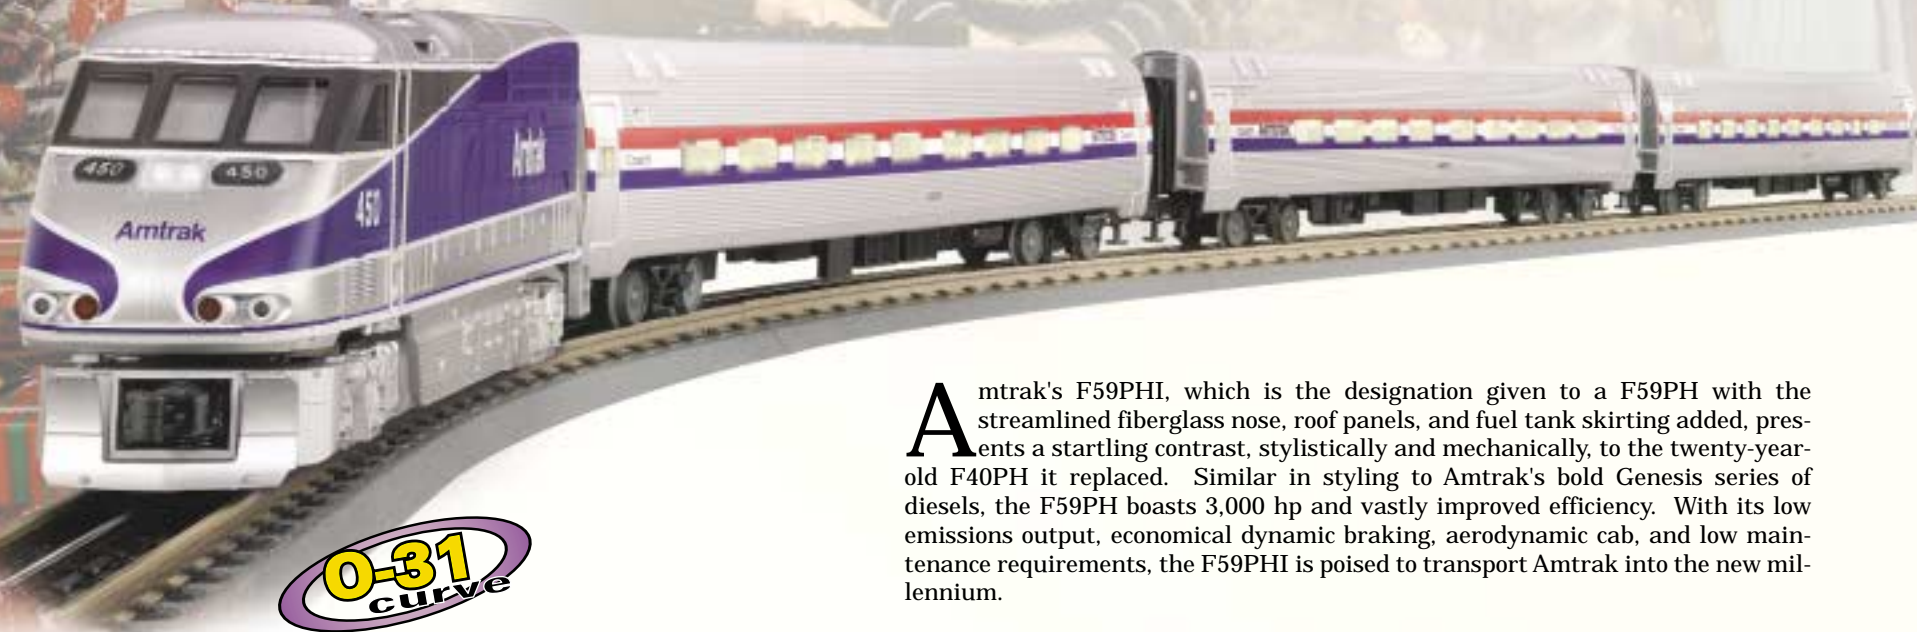 450
450
Amtrak
450
Amtrak
Coach
AMTRAK
Amtrak's F59PHI, which is the designation given to a F59PH with the
streamlined fiberglass nose, roof panels, and fuel tank skirting added, pres-
ents a startling contrast, stylistically and mechanically, to the twenty-year-
old F40PH it replaced. Similar in styling to Amtrak's bold Genesis series of
diesels, the F59PH boasts 3,000 hp and vastly improved efficiency. With its low
emissions output, economical dynamic braking, aerodynamic cab, and low main-
tenance requirements, the F59PHI is poised to transport Amtrak into the new mil-
lennium.
O-31
curve